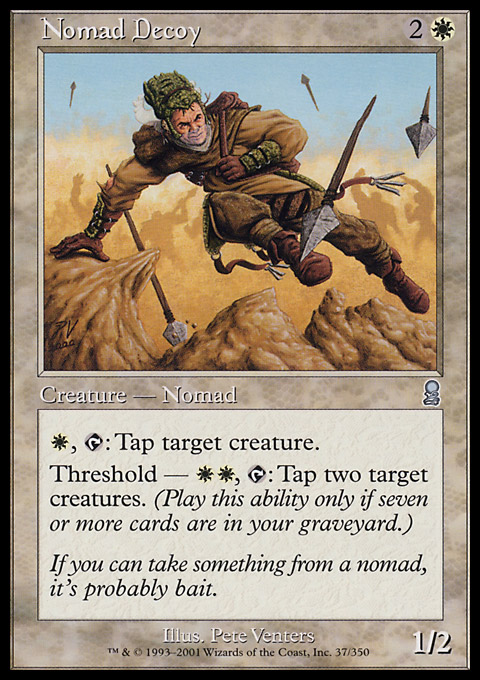 Nomad Decoy 2
Creature — Nomad
, : Tap target creature.
Threshold — , : Tap two target
creatures. (Play this ability only if seven
or more cards are in your graveyard.)
If you can take something from a nomad,
it's probably bait.
Illus. Pete Venters
™ & © 1993–2001 Wizards of the Coast, Inc. 37/350
1/2